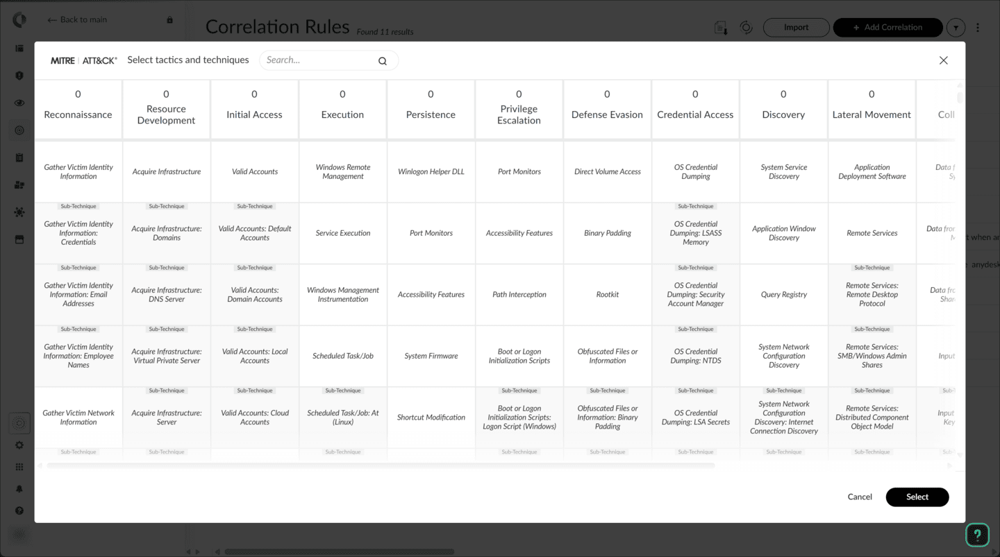 Back to main
Correlation Rules
Found 11 results
Import
+ Add Correlation
MITRE | ATT&CK®
Select tactics and techniques
Search...
0
Reconnaissance
0
Resource
Development
0
Initial Access
0
Execution
0
Persistence
0
Privilege
Escalation
0
Defense Evasion
0
Credential Access
0
Discovery
0
Lateral Movement
Coll
Gather Victim Identity
Information
Acquire Infrastructure
Valid Accounts
Windows Remote
Management
Winlogon Helper DLL
Port Monitors
Direct Volume Access
OS Credential
Dumping
System Service
Discovery
Application
Deployment Software
Data f
Sy
Sub-Technique
Gather Victim Identity
Information:
Credentials
Sub-Technique
Acquire Infrastructure:
Domains
Sub-Technique
Valid Accounts: Default
Accounts
Service Execution
Port Monitors
Accessibility Features
Binary Padding
Sub-Technique
OS Credential
Dumping: LSASS
Memory
Application Window
Discovery
Remote Services
Data from
M
t when an
Sub-Technique
Gather Victim Identity
Information: Email
Addresses
Sub-Technique
Acquire Infrastructure:
DNS Server
Sub-Technique
Valid Accounts:
Domain Accounts
Windows Management
Instrumentation
Accessibility Features
Path Interception
Rootkit
Sub-Technique
OS Credential
Dumping: Security
Account Manager
Query Registry
Sub-Technique
Remote Services:
Remote Desktop
Protocol
Data fro
Shar
anydesk
Sub-Technique
Gather Victim Identity
Information: Employee
Names
Sub-Technique
Acquire Infrastructure:
Virtual Private Server
Sub-Technique
Valid Accounts: Local
Accounts
Scheduled Task/Job
System Firmware
Boot or Logon
Initialization Scripts
Obfuscated Files or
Information
Sub-Technique
OS Credential
Dumping: NTDS
System Network
Configuration
Discovery
Sub-Technique
Remote Services:
SMB/Windows Admin
Shares
Input
Gather Victim Network
Information
Sub-Technique
Acquire Infrastructure:
Server
Sub-Technique
Valid Accounts: Cloud
Accounts
Sub-Technique
Scheduled Task/Job: At
(Linux)
Shortcut Modification
Sub-Technique
Boot or Logon
Initialization Scripts:
Logon Script (Windows)
Sub-Technique
Obfuscated Files or
Information: Binary
Padding
Sub-Technique
OS Credential
Dumping: LSA Secrets
Sub-Technique
System Network
Configuration
Discovery: Internet
Connection Discovery
Sub-Technique
Remote Services:
Distributed Component
Object Model
Sub-T
Input
Key
Sub-Technique
Sub-Technique
Sub-Technique
Sub-Technique
Sub-Technique
Sub-Technique
Sub-Technique
Sub-Technique
Sub-T
Cancel
Select
?